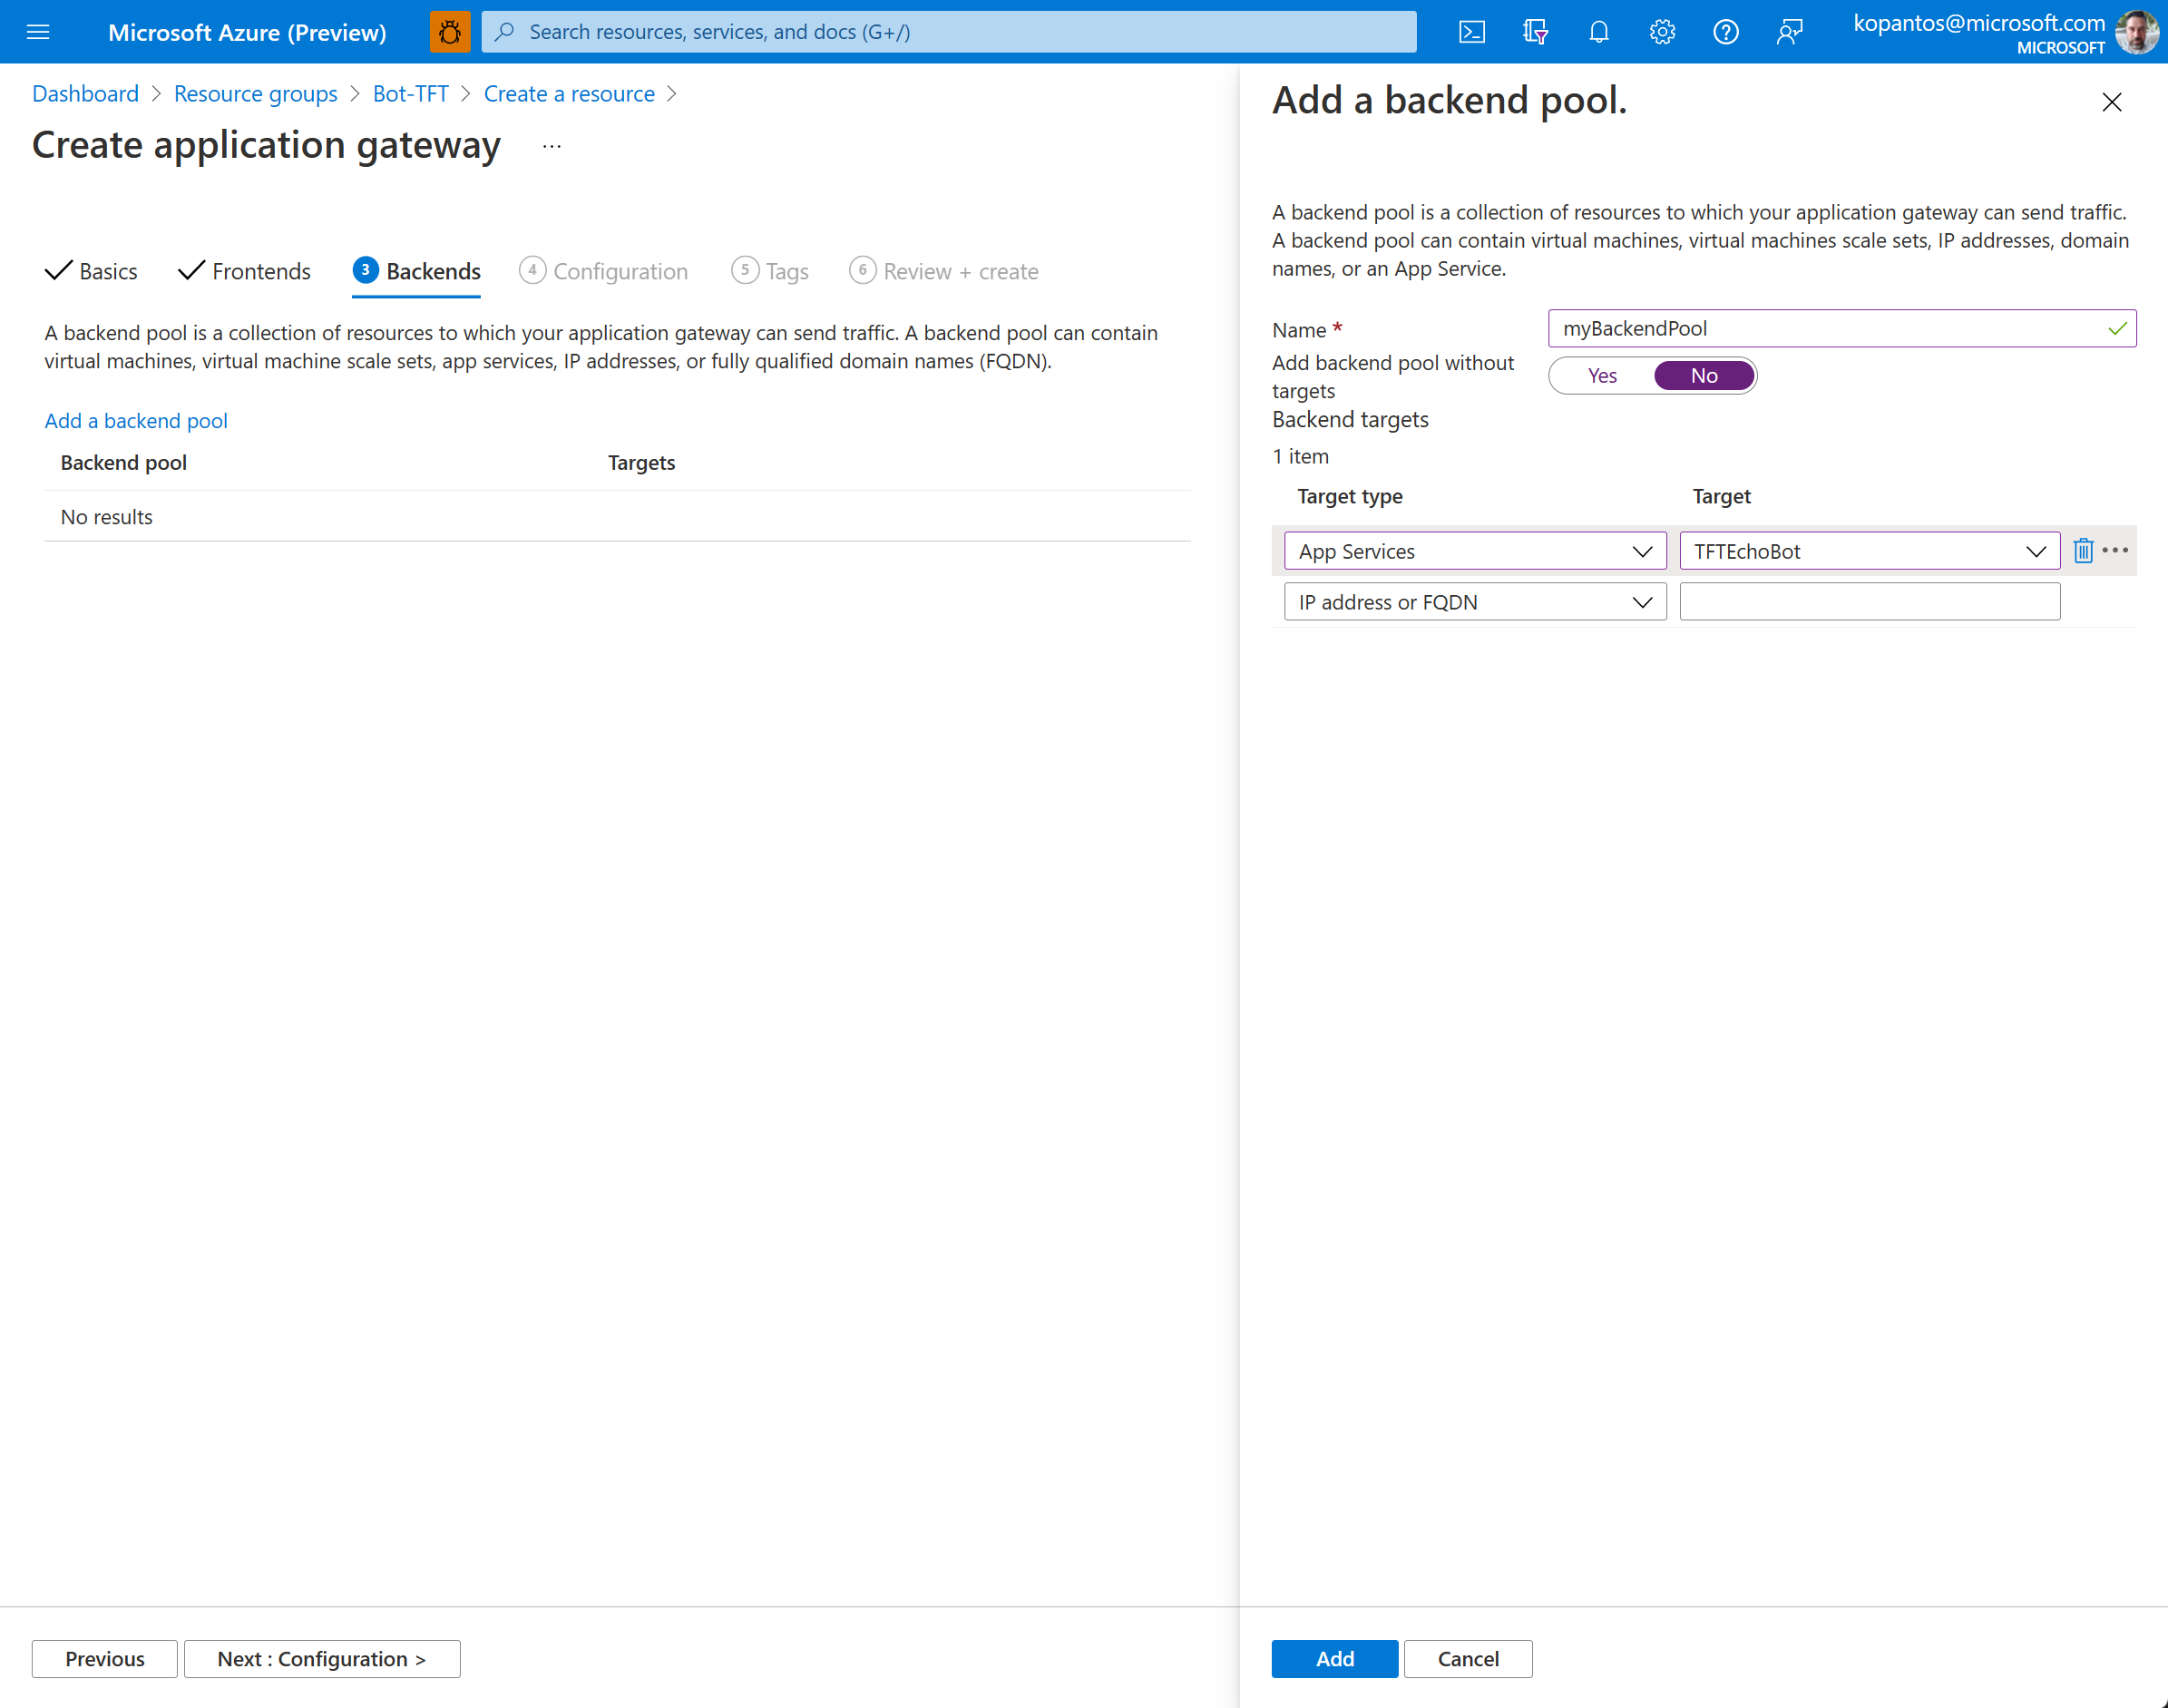 Microsoft Azure (Preview)
Search resources, services, and docs (G+/)
kopantos@microsoft.com
MICROSOFT
Dashboard > Resource groups > Bot-TFT > Create a resource >
Create application gateway ...
Basics
Frontends
3 Backends
4 Configuration
5 Tags
6 Review + create
A backend pool is a collection of resources to which your application gateway can send traffic. A backend pool can contain
virtual machines, virtual machine scale sets, app services, IP addresses, or fully qualified domain names (FQDN).
Add a backend pool
Backend pool Targets
No results
Previous
Next : Configuration >
Add a backend pool.
A backend pool is a collection of resources to which your application gateway can send traffic.
A backend pool can contain virtual machines, virtual machines scale sets, IP addresses, domain
names, or an App Service.
Name * myBackendPool
Add backend pool without
targets
Yes No
Backend targets
1 item
Target type Target
App Services TFTEchoBot
IP address or FQDN
Add
Cancel